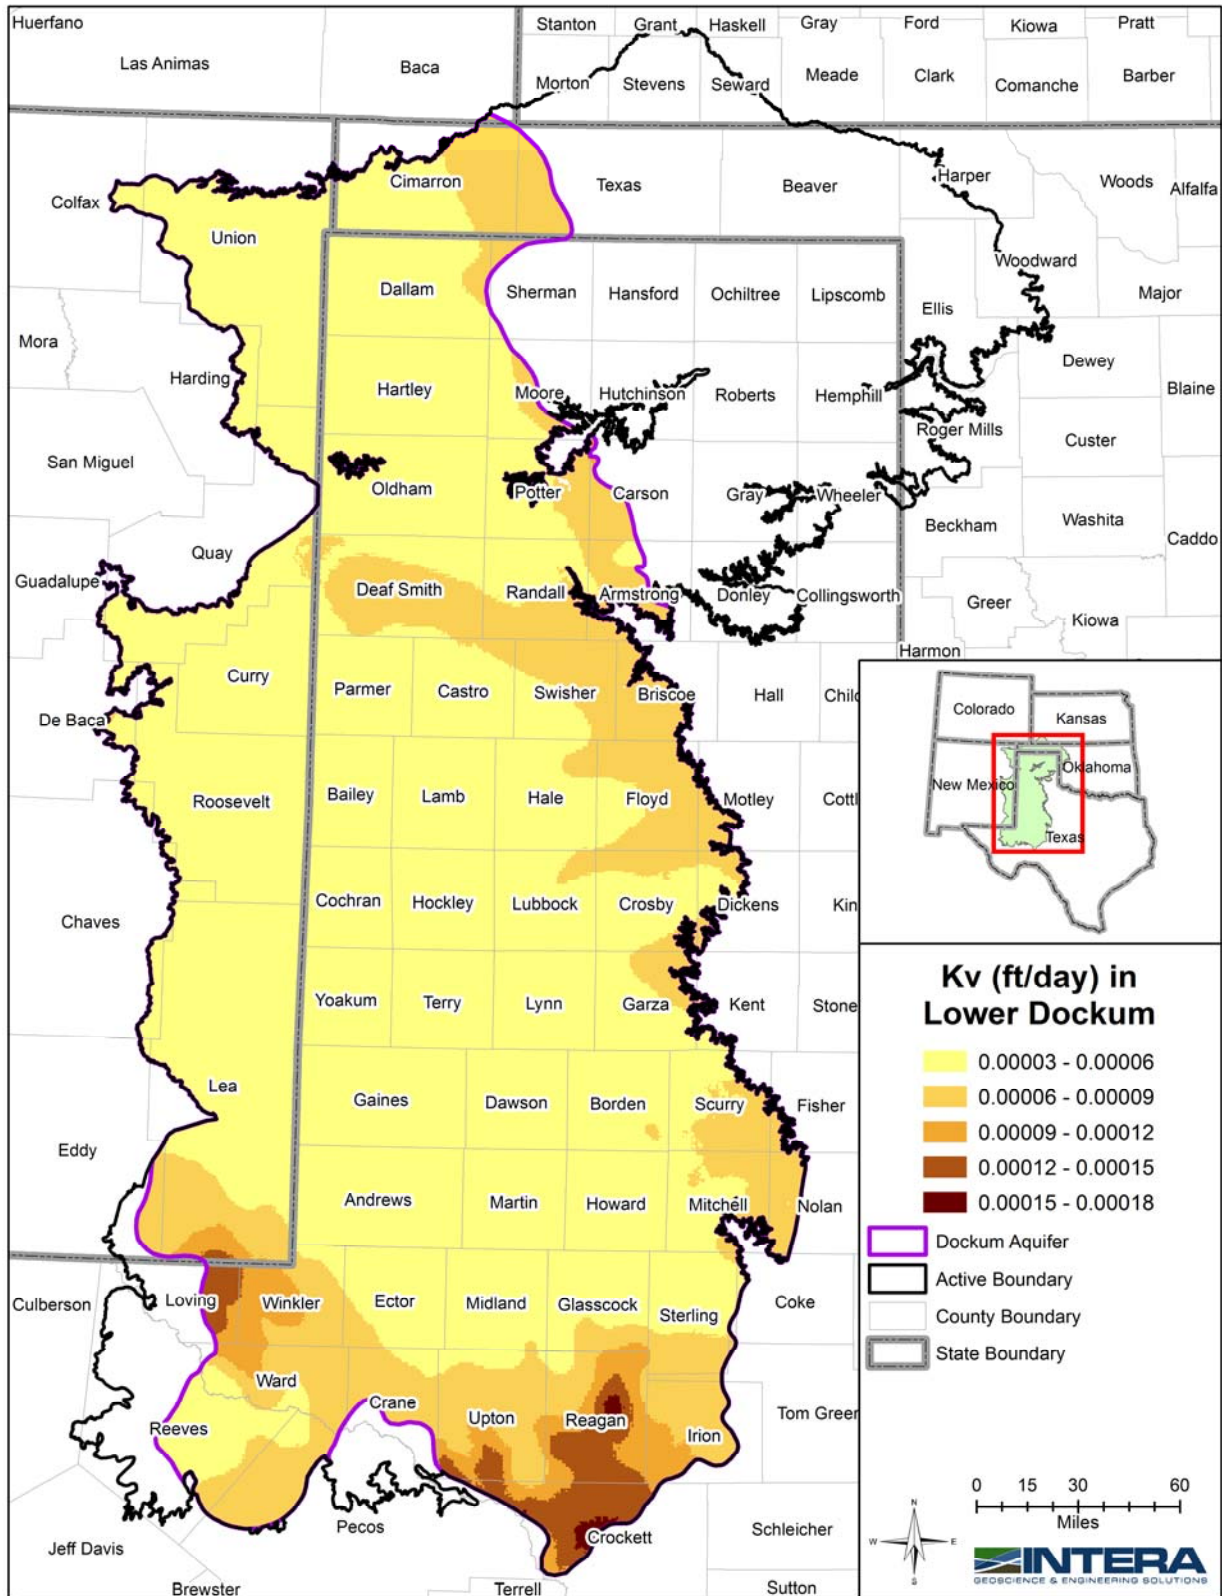 Huerfano
Stanton
Grant
Haskell
Gray
Ford
Kiowa
Pratt
Las Animas
Baca
Morton
Stevens
Seward
Meade
Clark
Comanche
Barber
Colfax
Union
Cimarron
Texas
Beaver
Harper
Woods
Alfalfa
Woodward
Dallam
Sherman
Hansford
Ochiltree
Lipscomb
Ellis
Major
Mora
Harding
Hartley
Moore
Hutchinson
Roberts
Hemphill
Dewey
Blaine
San Miguel
Oldham
Potter
Carson
Gray
Wheeler
Roger Mills
Custer
Beckham
Washita
Caddo
Quay
Guadalupe
Deaf Smith
Randall
Armstrong
Donley
Collingsworth
Greer
Kiowa
Harmon
Curry
Parmer
Castro
Swisher
Briscoe
Hall
Chil
De Baca
Roosevelt
Bailey
Lamb
Hale
Floyd
Motley
Cottl
Chaves
Cochran
Hockley
Lubbock
Crosby
Dickens
Kin
Yoakum
Terry
Lynn
Garza
Kent
Stone
Lea
Gaines
Dawson
Borden
Scurry
Fisher
Eddy
Andrews
Martin
Howard
Mitchell
Nolan
Culberson
Loving
Winkler
Ector
Midland
Glasscock
Sterling
Coke
Ward
Crane
Reeves
Upton
Reagan
Irion
Tom Green
Pecos
Crockett
Schleicher
Jeff Davis
Brewster
Terrell
Sutton
Colorado
Kansas
New Mexico
Oklahoma
Texas
Kv (ft/day) in
Lower Dockum
0.00003 - 0.00006
0.00006 - 0.00009
0.00009 - 0.00012
0.00012 - 0.00015
0.00015 - 0.00018
Dockum Aquifer
Active Boundary
County Boundary
State Boundary
0 15 30 60
Miles
N
W E
S
INTERA
GEOSCIENCE & ENGINEERING SOLUTIONS